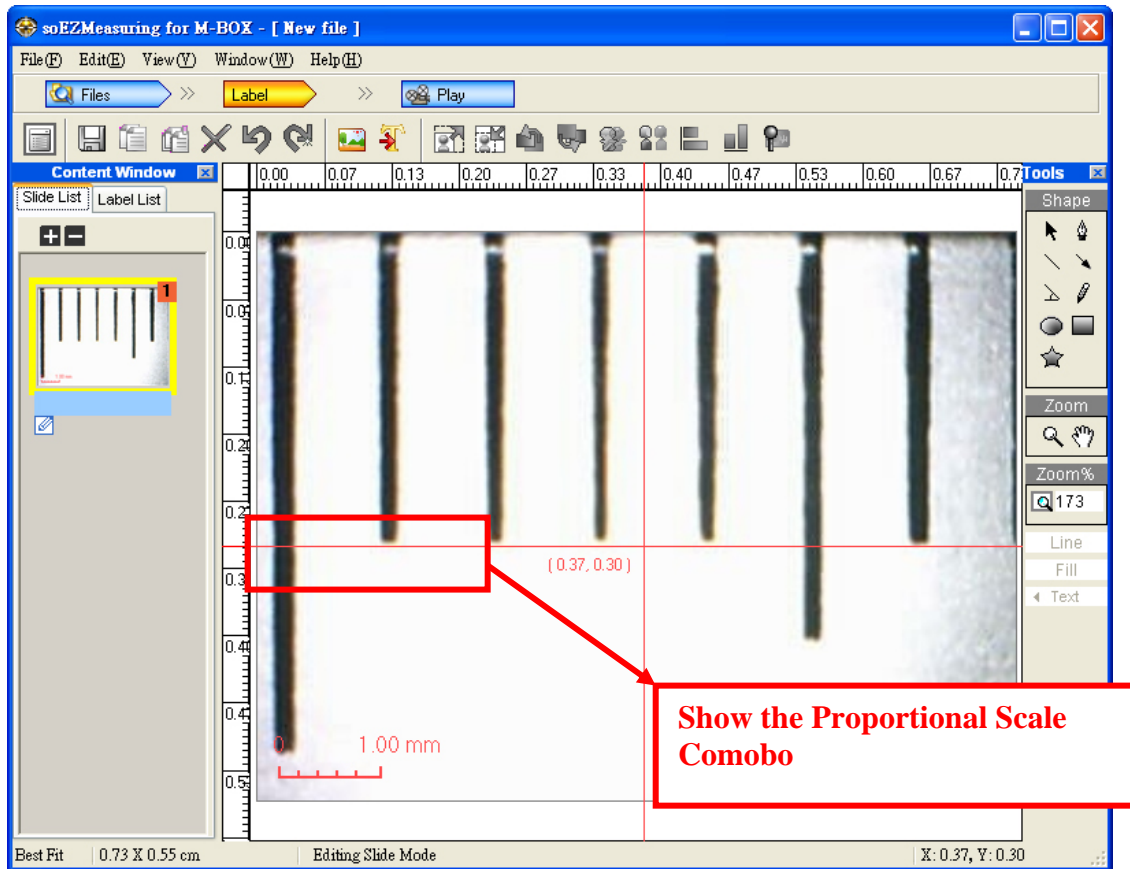 soEZMeasuring for M-BOX - [ New file ]
File(F) Edit(E) View(V) Window(W) Help(H)
Files >> Label >> Play
Content Window
Slide List Label List
1
0.00 0.07 0.13 0.20 0.27 0.33 0.40 0.47 0.53 0.60 0.67
0.20
0.40
( 0.37, 0.30 )
0 1.00 mm
Show the Proportional Scale
Comobo
Tools
Shape
Zoom
Zoom%
173
Line
Fill
Text
Best Fit 0.73 X 0.55 cm Editing Slide Mode X: 0.37, Y: 0.30